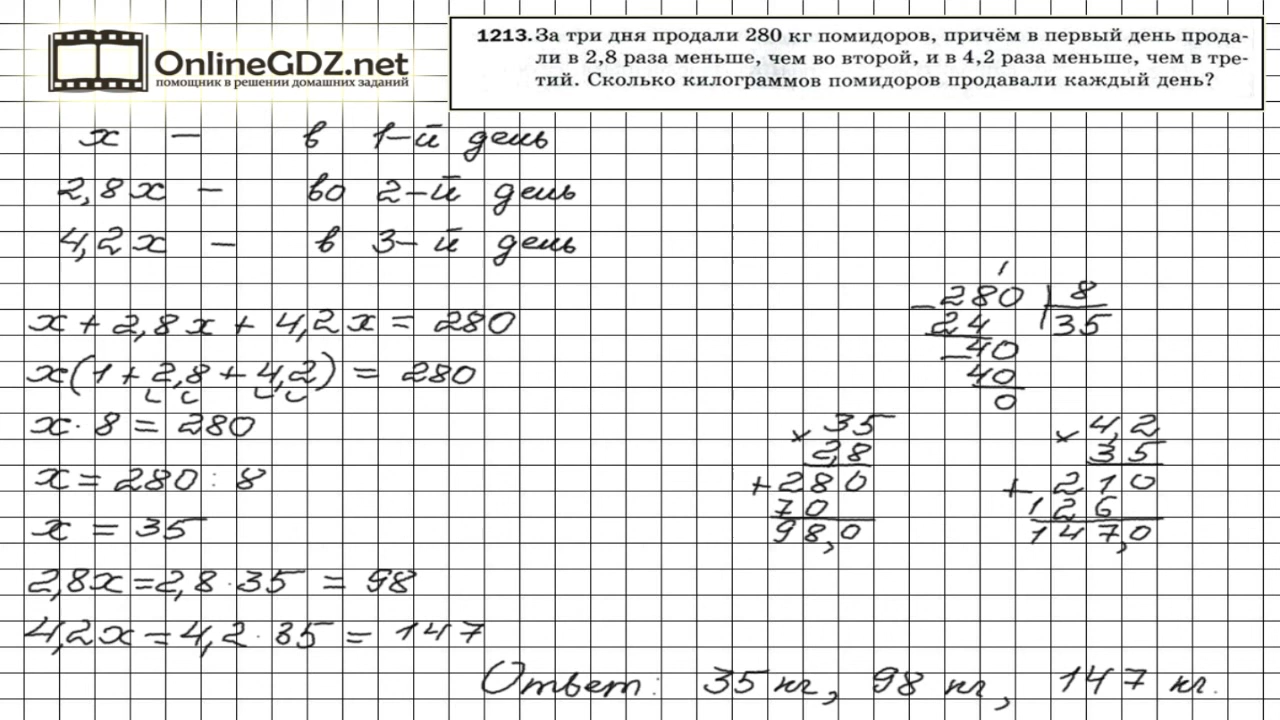 OnlineGDZ.net
помощник в решении домашних заданий
1213. За три дня продали 280 кг помидоров, причём в первый день прода-
ли в 2,8 раза меньше, чем во второй, и в 4,2 раза меньше, чем в тре-
тий. Сколько килограммов помидоров продавали каждый день?
x – в 1-й день
2,8x – во 2-й день
4,2x – в 3-й день
x + 2,8x + 4,2x = 280
x(1 + 2,8 + 4,2) = 280
x · 8 = 280
x = 280 : 8
x = 35
2,8x = 2,8 · 35 = 98
4,2x = 4,2 · 35 = 147
1
– 280 | 8
24 | 35
– 40
40
0
× 35
2,8
+ 280
70
98,0
× 4,2
35
+ 210
126
147,0
Ответ: 35 кг, 98 кг, 147 кг.